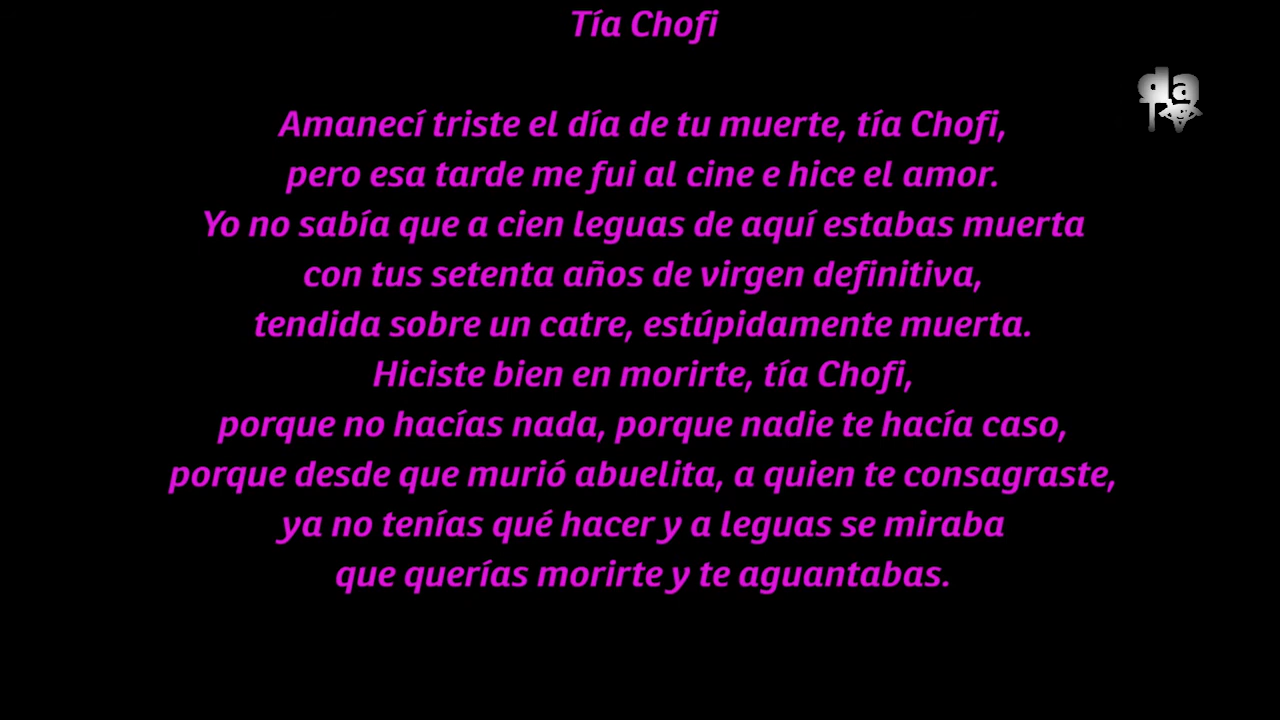 Tía Chofi
da
TV
Amanecí triste el día de tu muerte, tía Chofi,
pero esa tarde me fui al cine e hice el amor.
Yo no sabía que a cien leguas de aquí estabas muerta
con tus setenta años de virgen definitiva,
tendida sobre un catre, estúpidamente muerta.
Hiciste bien en morirte, tía Chofi,
porque no hacías nada, porque nadie te hacía caso,
porque desde que murió abuelita, a quien te consagraste,
ya no tenías qué hacer y a leguas se miraba
que querías morirte y te aguantabas.